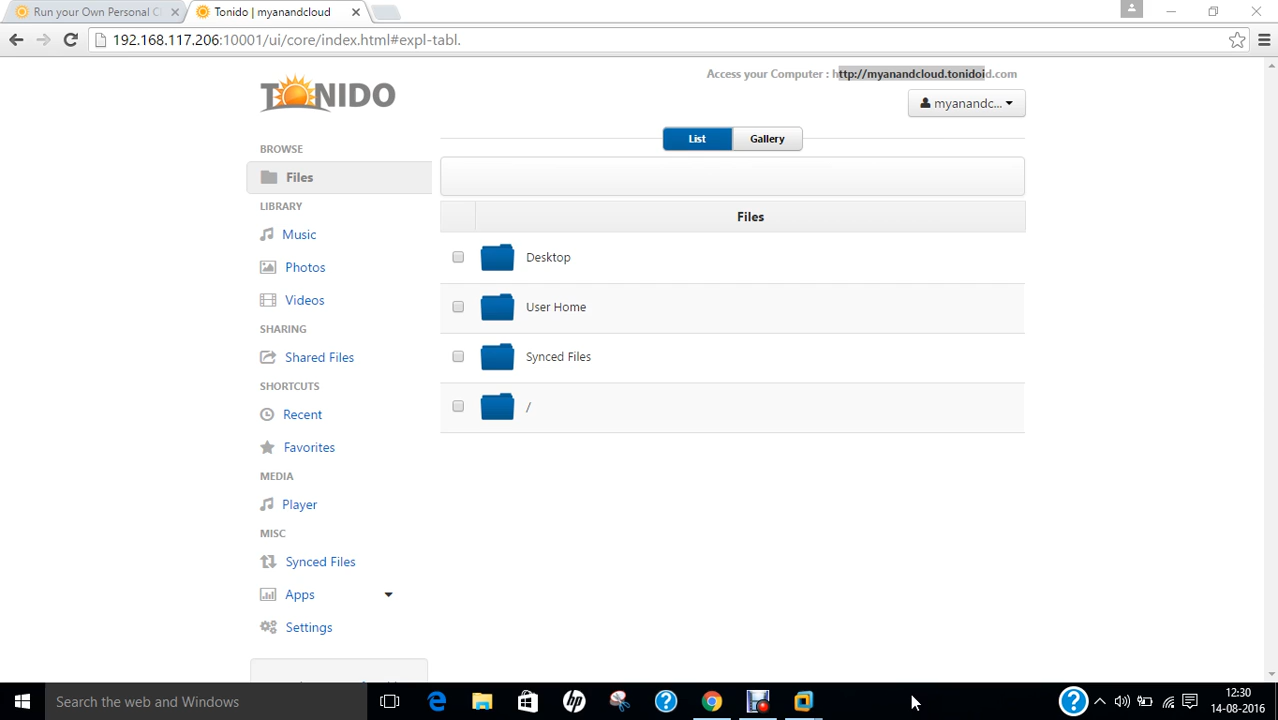 Run your Own Personal C
Tonido | myanandcloud
192.168.117.206:10001/ui/core/index.html#expl-tabl.
TONIDO
Access your Computer : http://myanandcloud.tonidoid.com
myanandc...
List
Gallery
BROWSE
Files
LIBRARY
Music
Photos
Videos
SHARING
Shared Files
SHORTCUTS
Recent
Favorites
MEDIA
Player
MISC
Synced Files
Apps
Settings
Files
Desktop
User Home
Synced Files
/
Search the web and Windows
12:30
14-08-2016